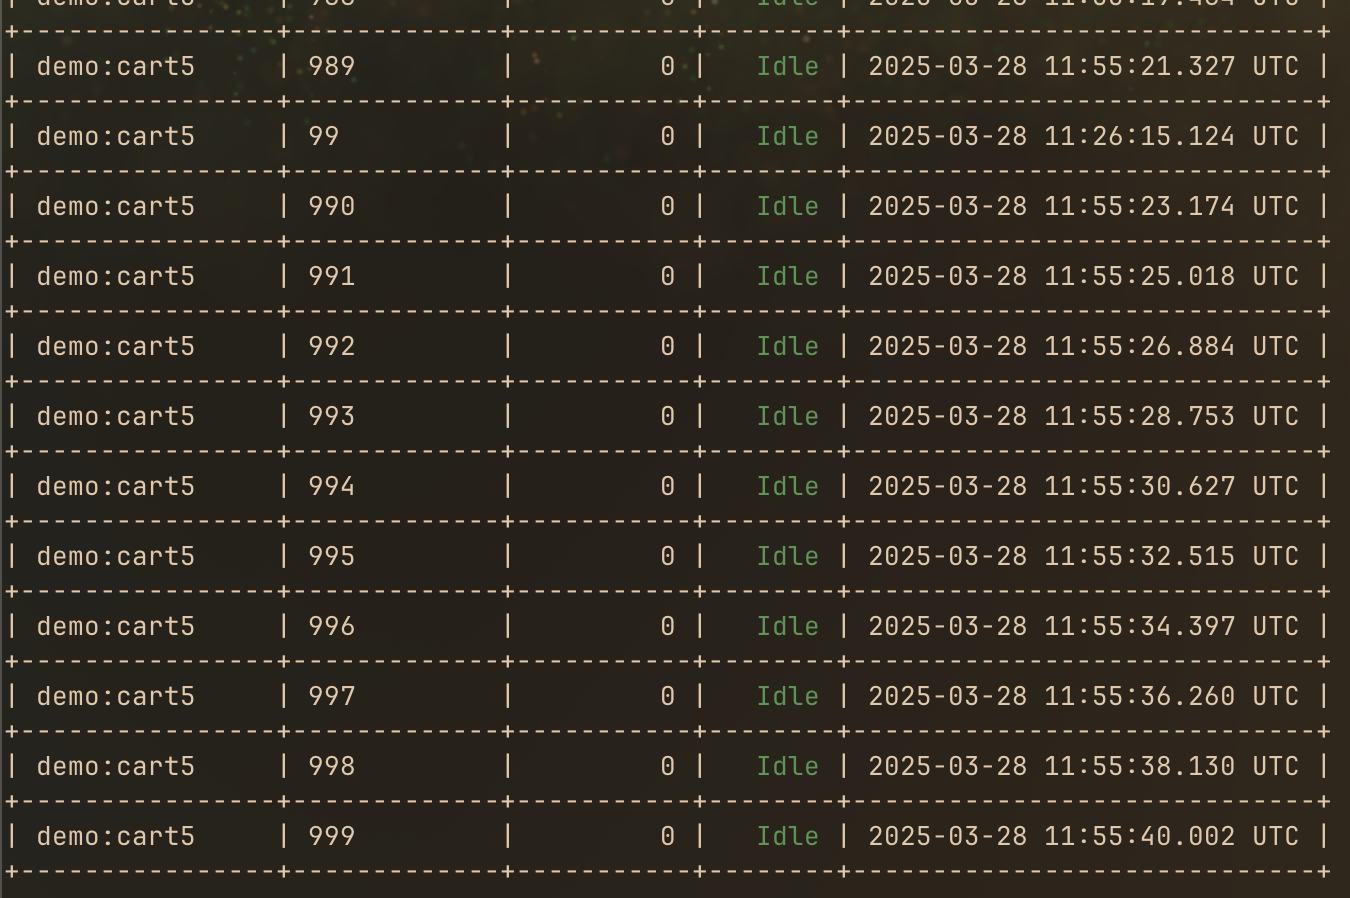 | demo:cart5 | | 0 | Idle | 2025-03-28 UTC |
+----------------+-------------+-----------+--------+-----------------------------+
| demo:cart5 | 989 | 0 | Idle | 2025-03-28 11:55:21.327 UTC |
+----------------+-------------+-----------+--------+-----------------------------+
| demo:cart5 | 99 | 0 | Idle | 2025-03-28 11:26:15.124 UTC |
+----------------+-------------+-----------+--------+-----------------------------+
| demo:cart5 | 990 | 0 | Idle | 2025-03-28 11:55:23.174 UTC |
+----------------+-------------+-----------+--------+-----------------------------+
| demo:cart5 | 991 | 0 | Idle | 2025-03-28 11:55:25.018 UTC |
+----------------+-------------+-----------+--------+-----------------------------+
| demo:cart5 | 992 | 0 | Idle | 2025-03-28 11:55:26.884 UTC |
+----------------+-------------+-----------+--------+-----------------------------+
| demo:cart5 | 993 | 0 | Idle | 2025-03-28 11:55:28.753 UTC |
+----------------+-------------+-----------+--------+-----------------------------+
| demo:cart5 | 994 | 0 | Idle | 2025-03-28 11:55:30.627 UTC |
+----------------+-------------+-----------+--------+-----------------------------+
| demo:cart5 | 995 | 0 | Idle | 2025-03-28 11:55:32.515 UTC |
+----------------+-------------+-----------+--------+-----------------------------+
| demo:cart5 | 996 | 0 | Idle | 2025-03-28 11:55:34.397 UTC |
+----------------+-------------+-----------+--------+-----------------------------+
| demo:cart5 | 997 | 0 | Idle | 2025-03-28 11:55:36.260 UTC |
+----------------+-------------+-----------+--------+-----------------------------+
| demo:cart5 | 998 | 0 | Idle | 2025-03-28 11:55:38.130 UTC |
+----------------+-------------+-----------+--------+-----------------------------+
| demo:cart5 | 999 | 0 | Idle | 2025-03-28 11:55:40.002 UTC |
+----------------+-------------+-----------+--------+-----------------------------+